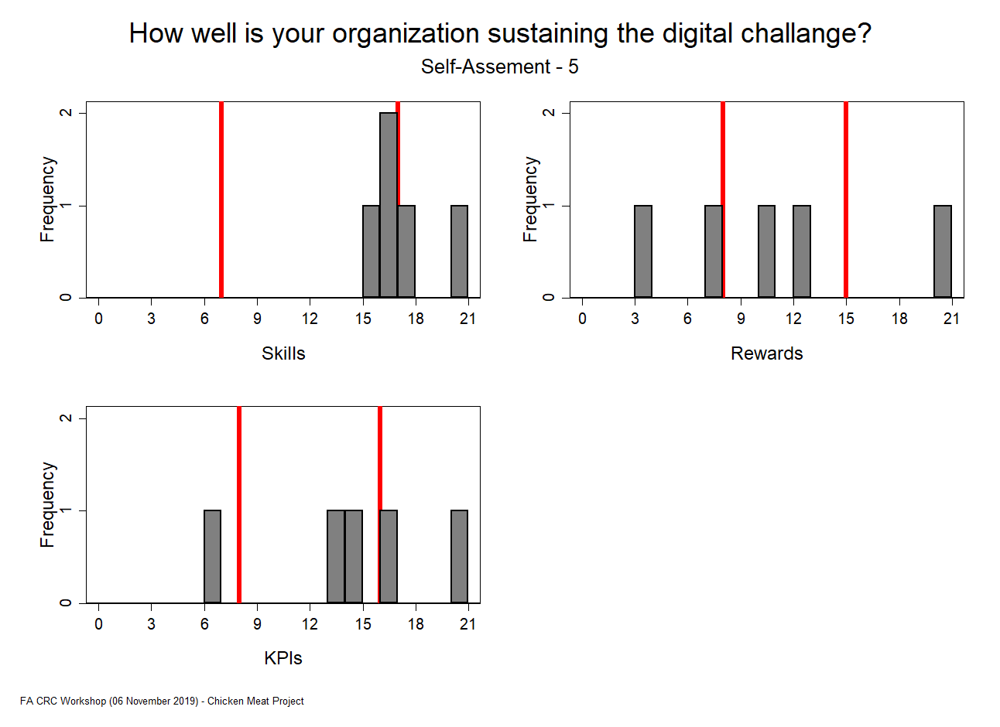 How well is your organization sustaining the digital challange?
Self-Assement - 5
Frequency
2
1
0
0 3 6 9 12 15 18 21
Skills
Frequency
2
1
0
0 3 6 9 12 15 18 21
Rewards
Frequency
2
1
0
0 3 6 9 12 15 18 21
KPIs
FA CRC Workshop (06 November 2019) - Chicken Meat Project